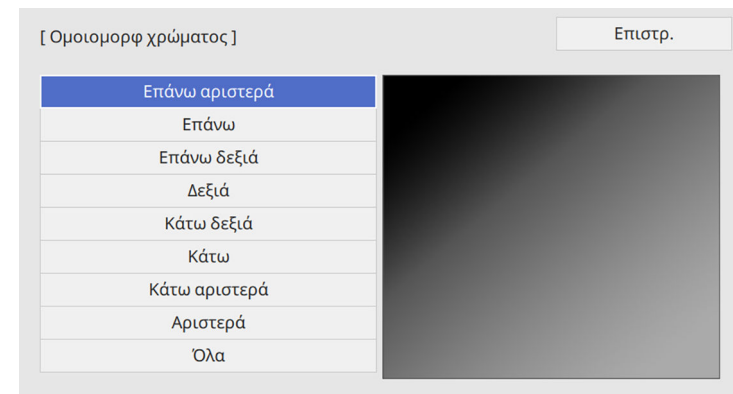 [ Ομοιομορφ χρώματος ]
Επιστρ.
Επάνω αριστερά
Επάνω
Επάνω δεξιά
Δεξιά
Κάτω δεξιά
Κάτω
Κάτω αριστερά
Αριστερά
Όλα